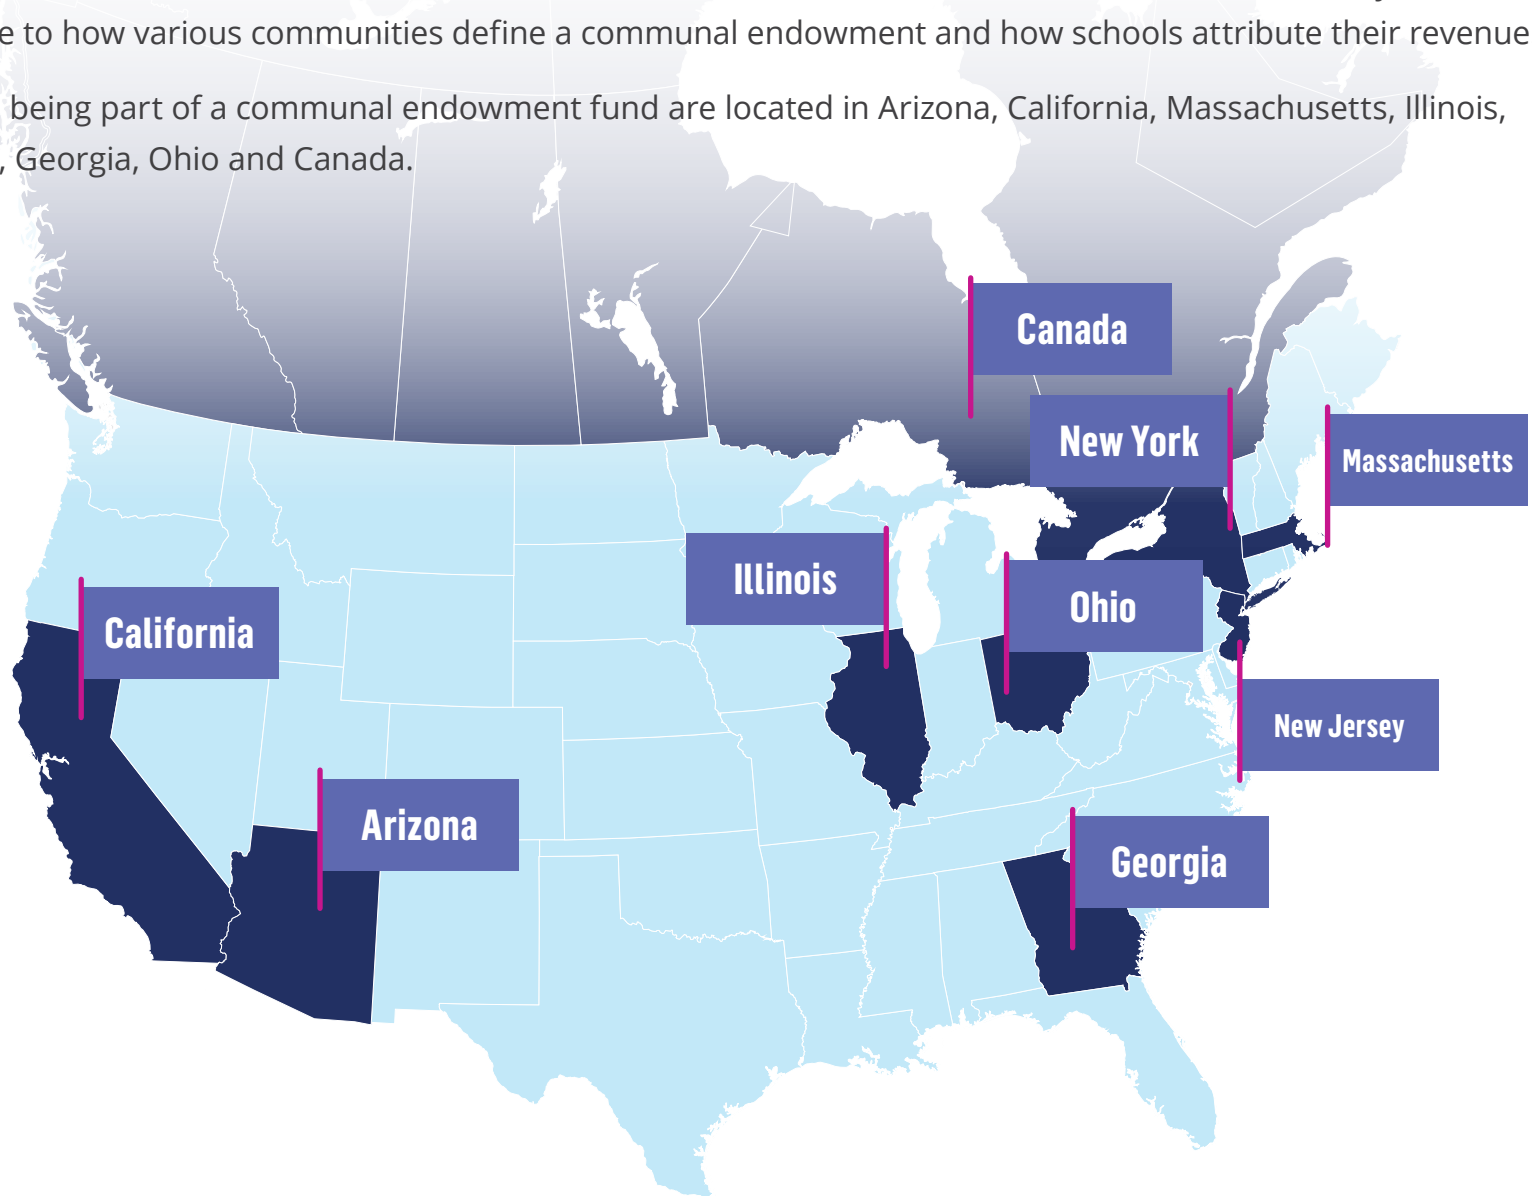 e to how various communities define a communal endowment and how schools attribute their revenue
being part of a communal endowment fund are located in Arizona, California, Massachusetts, Illinois,
, Georgia, Ohio and Canada.
Canada
New York
Massachusetts
Illinois
Ohio
California
New Jersey
Arizona
Georgia